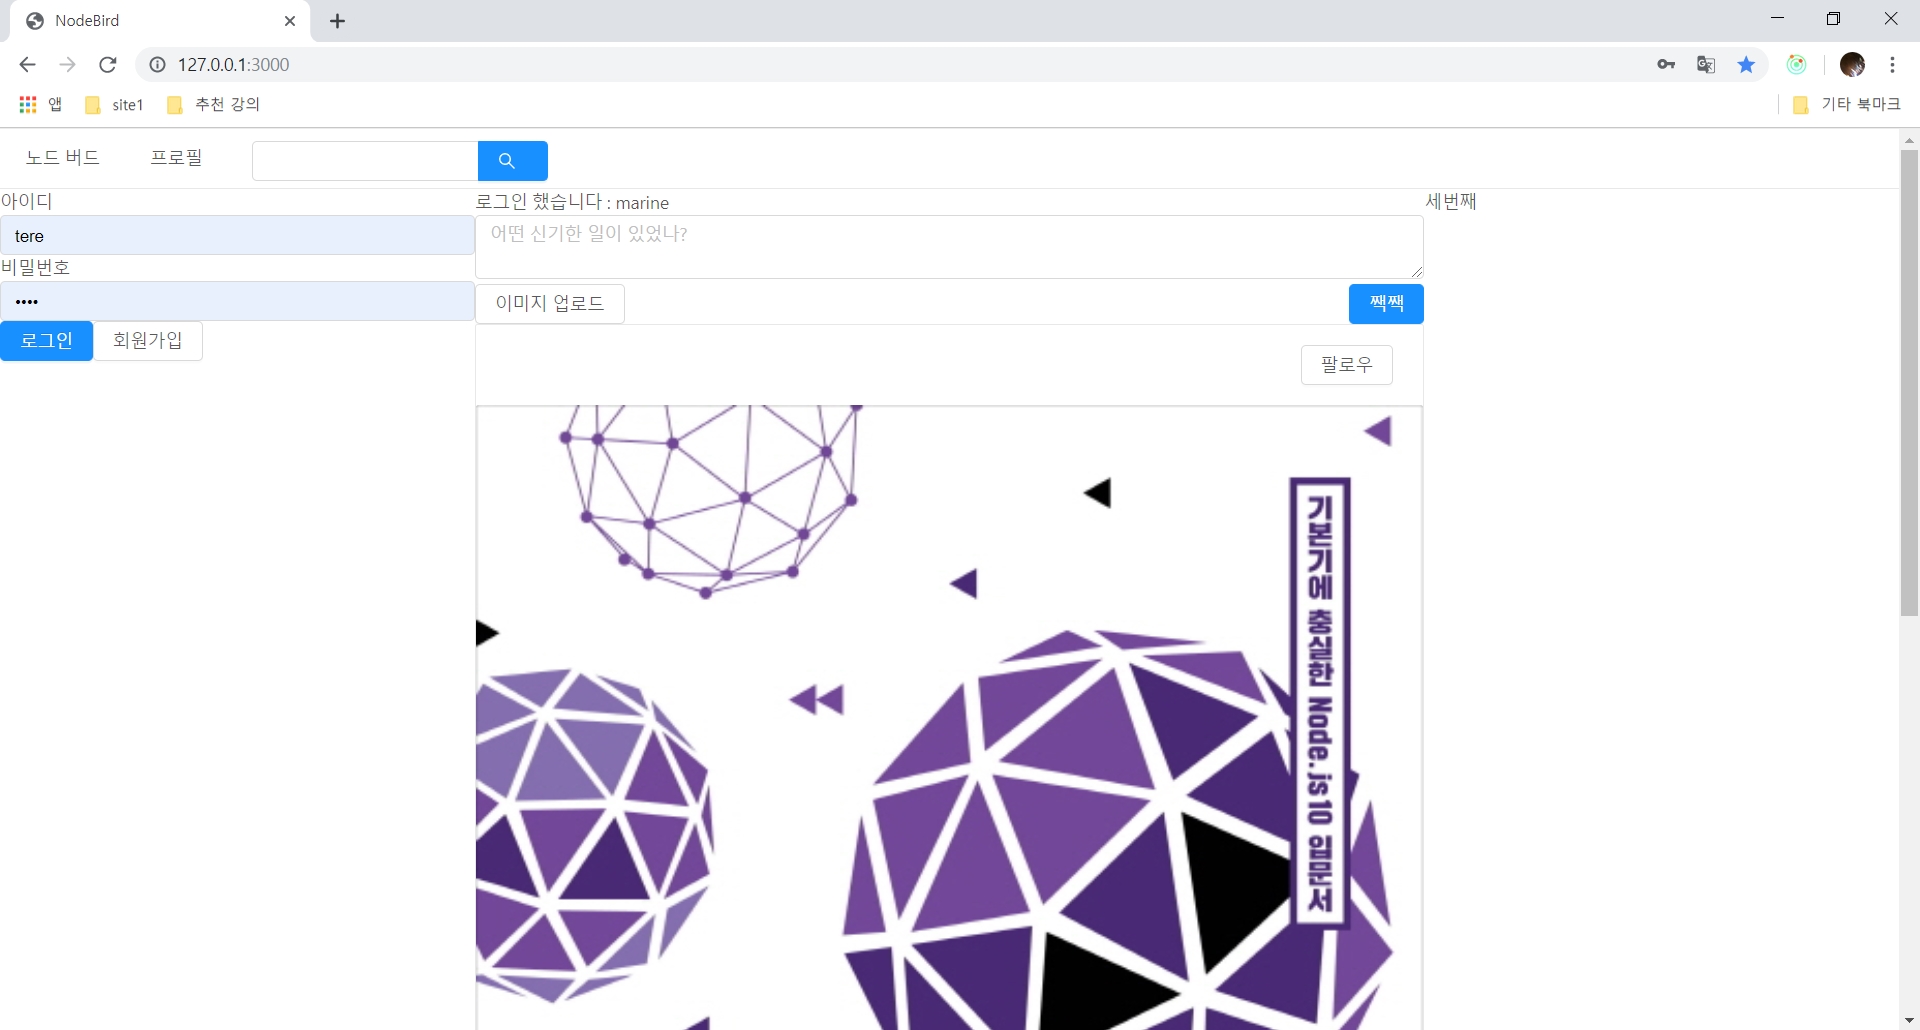 NodeBird
127.0.0.1:3000
앱
site1
추천 강의
기타 북마크
노드 버드
프로필
아이디
tere
비밀번호
••••
로그인
회원가입
로그인 했습니다 : marine
어떤 신기한 일이 있었나?
이미지 업로드
짹짹
팔로우
기본기에 충실한 Node.js10 입문서
세번째